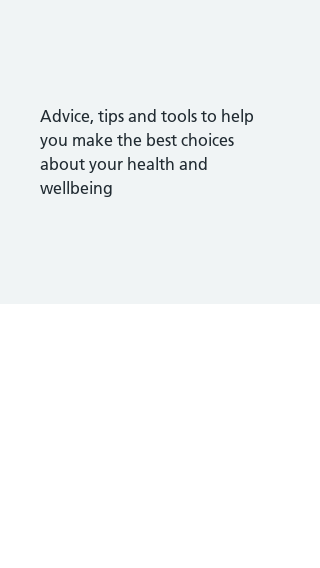 Advice, tips and tools to help
you make the best choices
about your health and
wellbeing